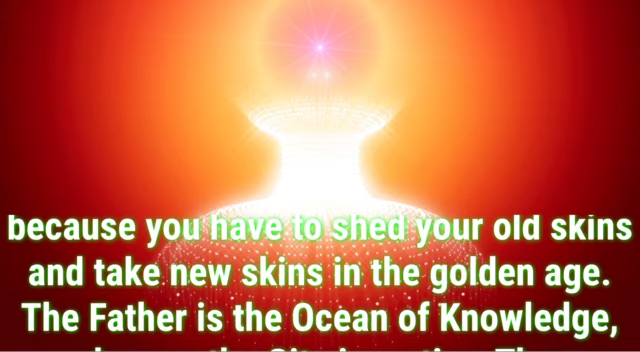 because you have to shed your old skins
and take new skins in the golden age.
The Father is the Ocean of Knowledge,